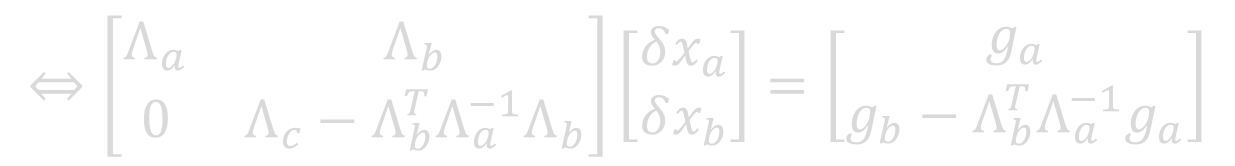 ⇔ [Λ_a Λ_b; 0 Λ_c − Λ_b^T Λ_a^{-1} Λ_b] [δx_a; δx_b] = [g_a; g_b − Λ_b^T Λ_a^{-1} g_a]